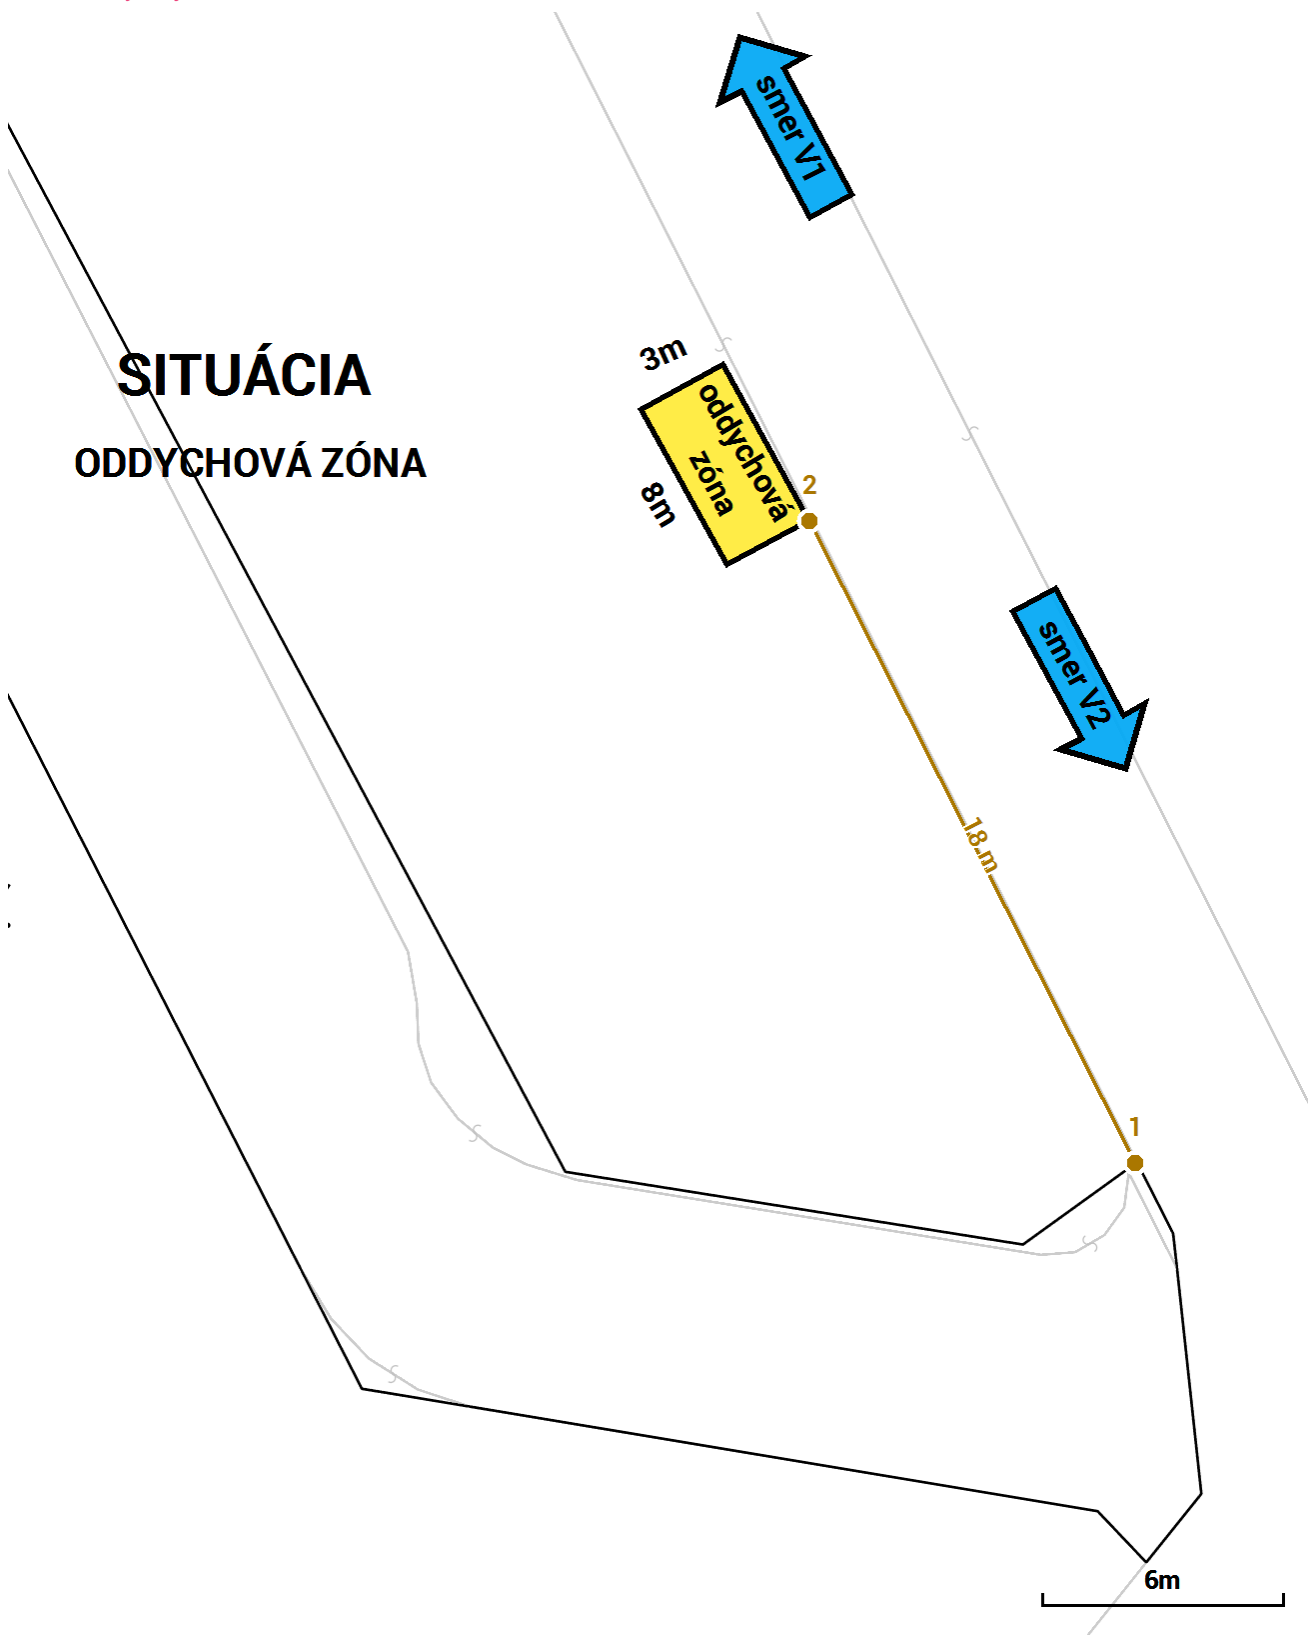 smer V1
SITUÁCIA
ODDYCHOVÁ ZÓNA
3m
oddychová
zóna
8m
2
smer V2
18 m
1
6m